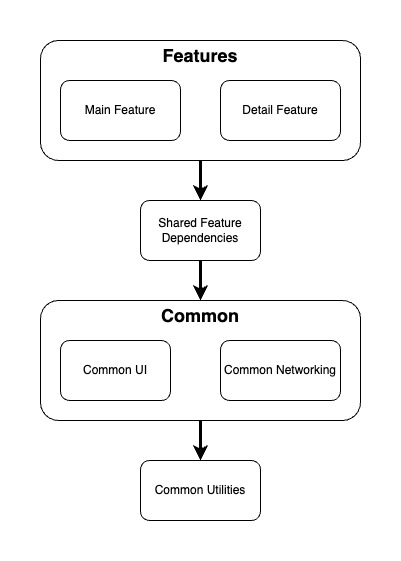 Features
Main Feature
Detail Feature
Shared Feature
Dependencies
Common
Common UI
Common Networking
Common Utilities